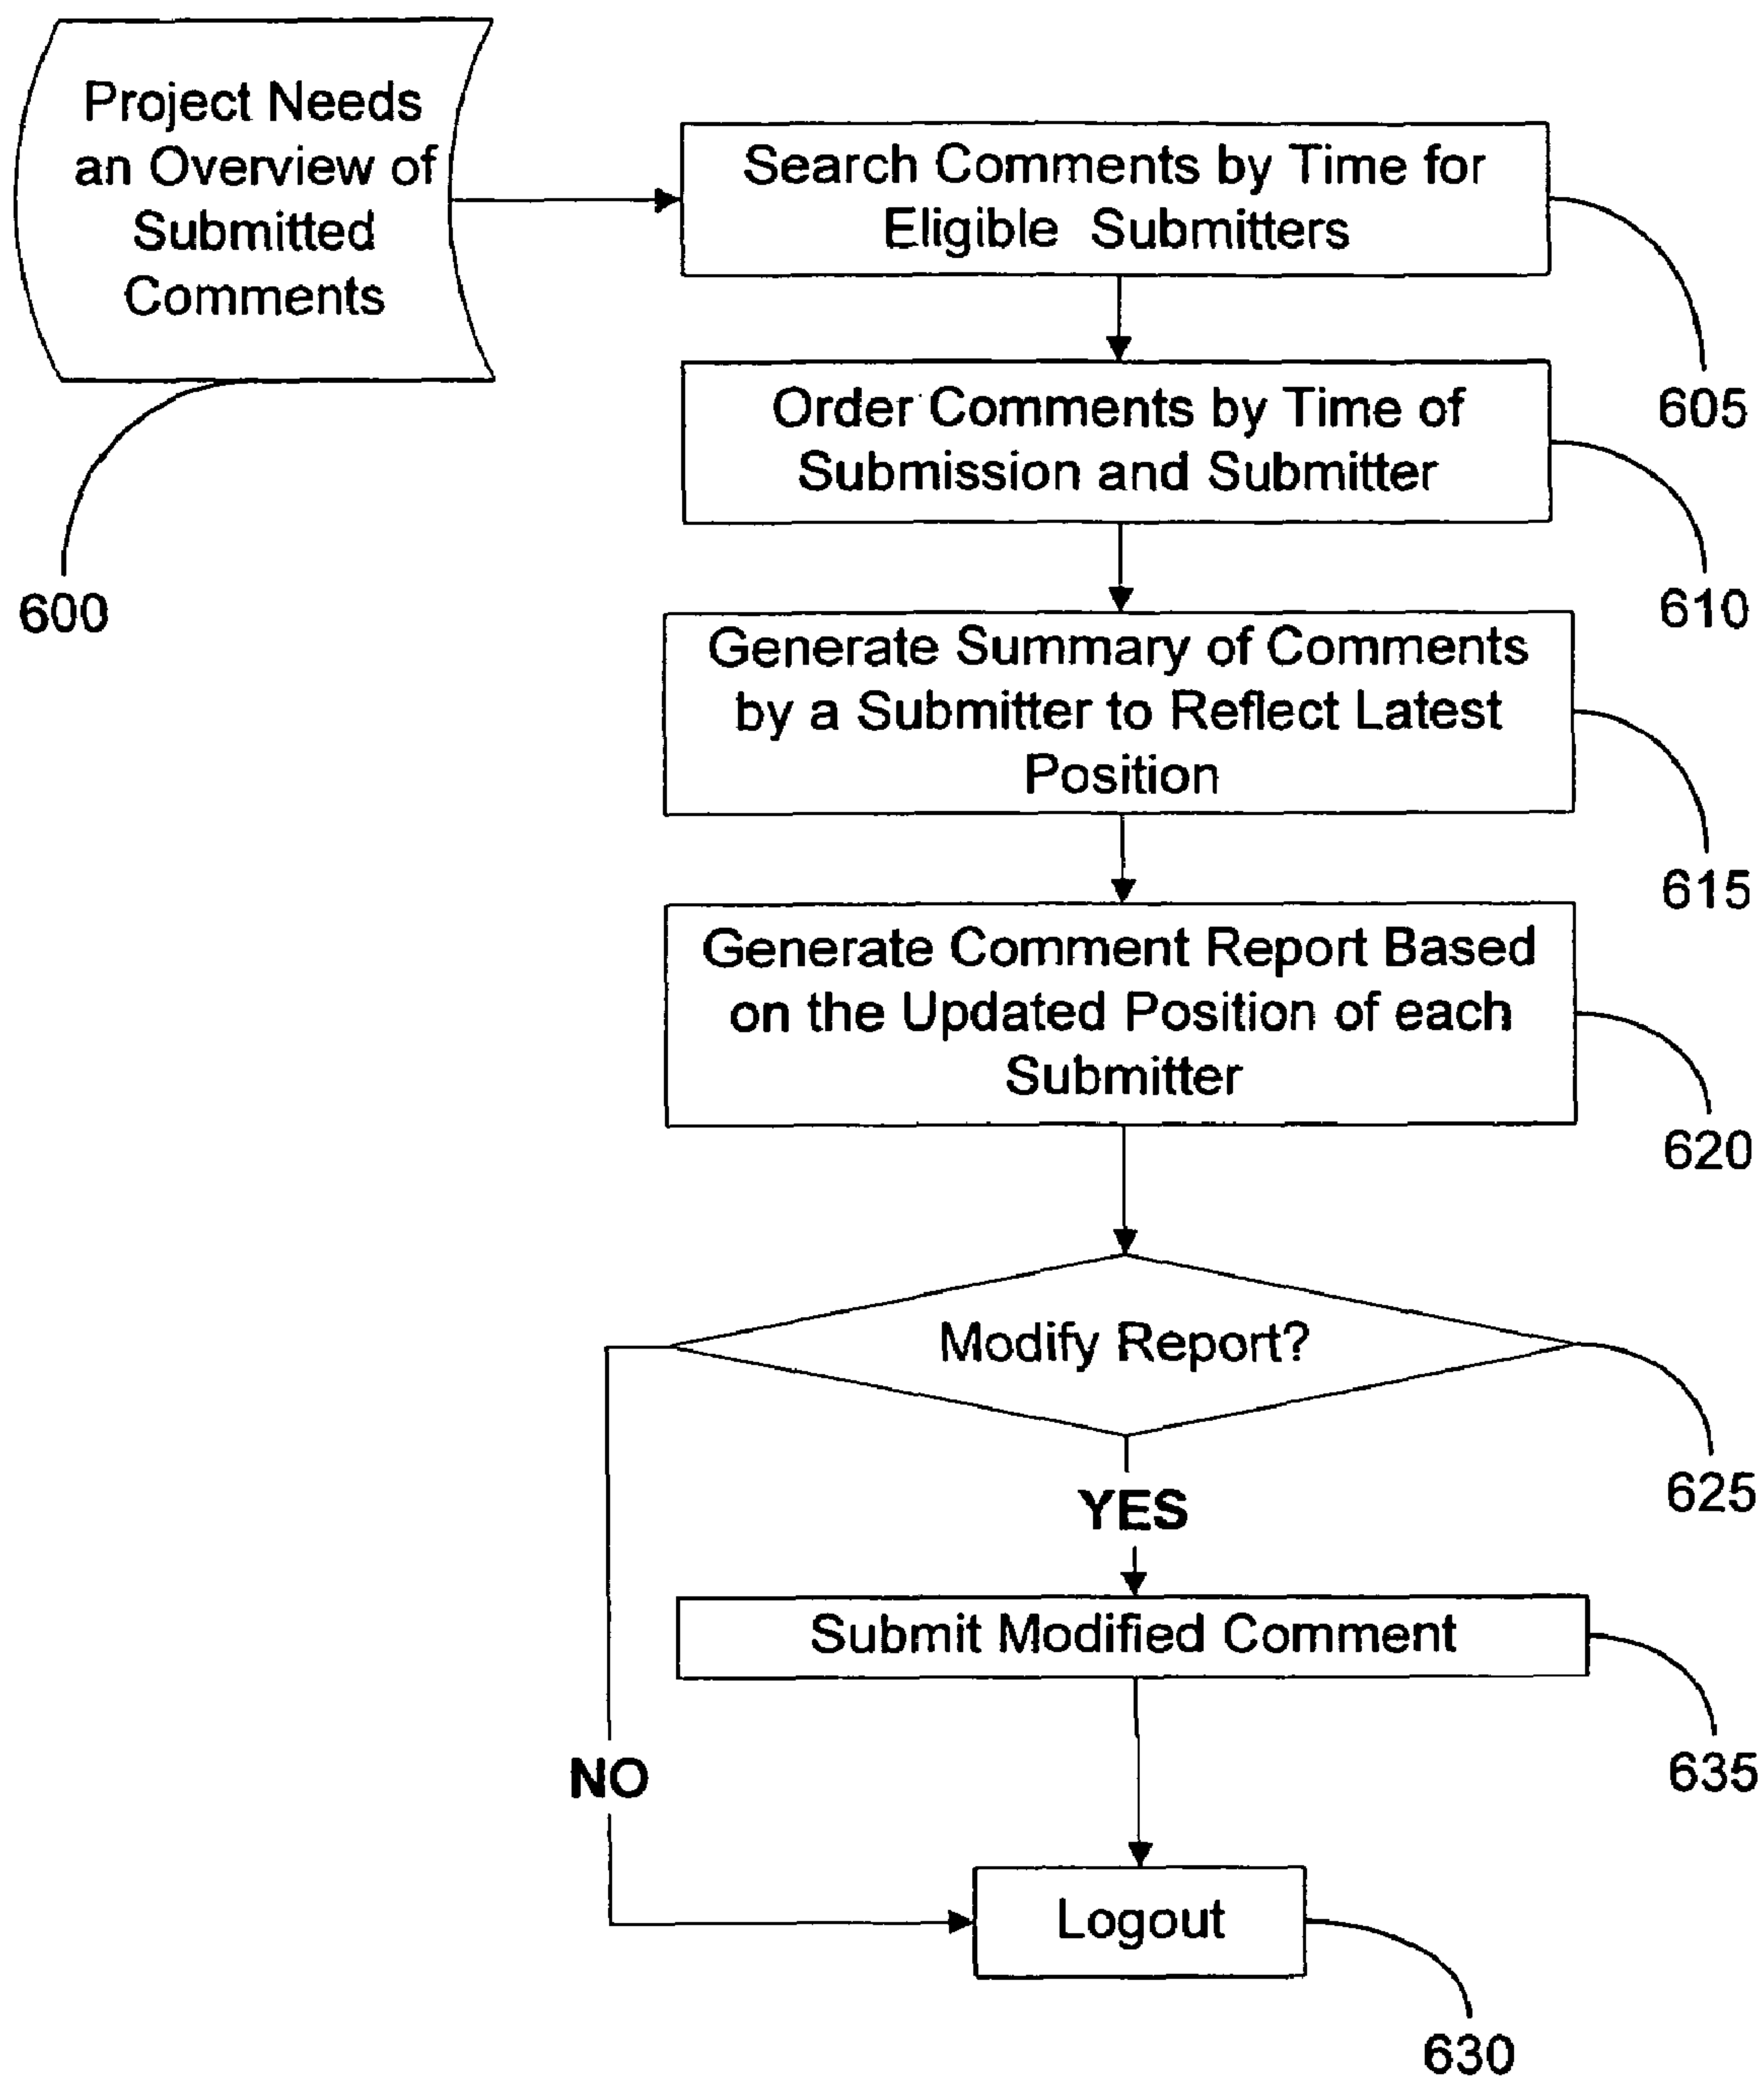 Project Needs
an Overview of
Submitted
Comments
600
Search Comments by Time for
Eligible Submitters
605
Order Comments by Time of
Submission and Submitter
610
Generate Summary of Comments
by a Submitter to Reflect Latest
Position
615
Generate Comment Report Based
on the Updated Position of each
Submitter
620
Modify Report?
625
YES
Submit Modified Comment
635
NO
Logout
630